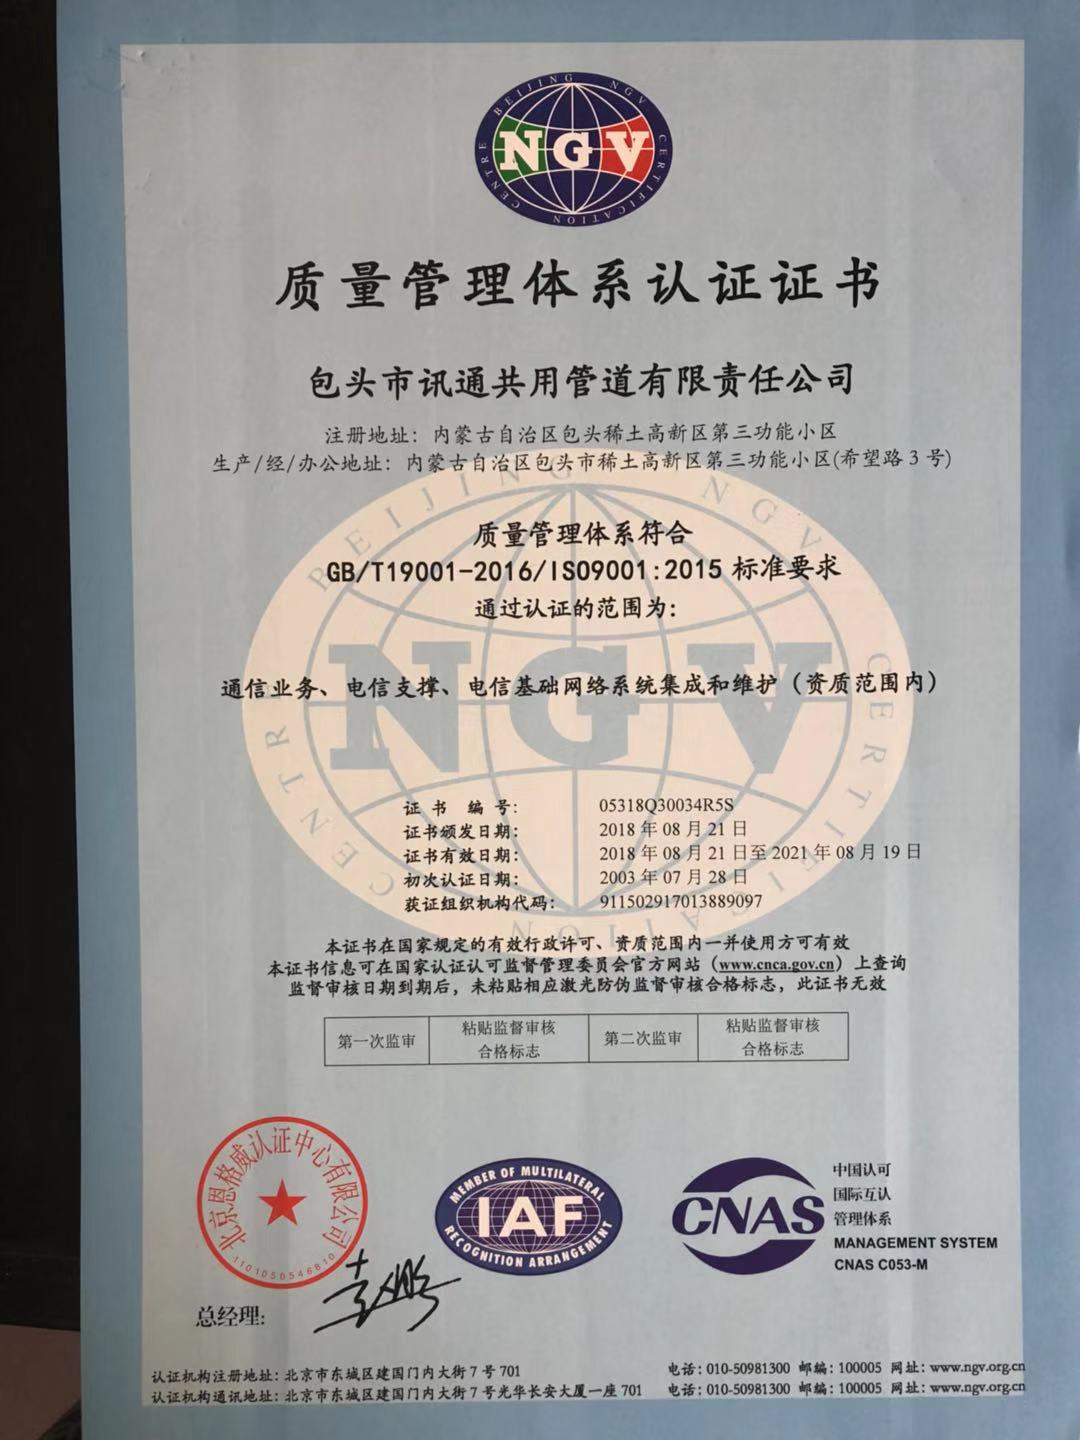 BEIJING NGV CERTIFICATION CENTRE
NGV
质量管理体系认证证书
包头市讯通共用管道有限责任公司
注册地址：内蒙古自治区包头稀土高新区第三功能小区
生产/经/办公地址：内蒙古自治区包头市稀土高新区第三功能小区(希望路3号)
质量管理体系符合
GB/T19001-2016/ISO9001:2015 标准要求
通过认证的范围为：
通信业务、电信支撑、电信基础网络系统集成和维护（资质范围内）
BEIJING NGV CERTIFICATION CENTRE
NGV
证书编号： 05318Q30034R5S
证书颁发日期： 2018年08月21日
证书有效日期： 2018年08月21日至2021年08月19日
初次认证日期： 2003年07月28日
获证组织机构代码： 911502917013889097
本证书在国家规定的有效行政许可、资质范围内一并使用方可有效
本证书信息可在国家认证认可监督管理委员会官方网站（www.cnca.gov.cn）上查询
监督审核日期到期后，未粘贴相应激光防伪监督审核合格标志，此证书无效
第一次监审 粘贴监督审核合格标志 第二次监审 粘贴监督审核合格标志
北京恩格威认证中心有限公司
1101050546810
总经理：
MEMBER OF MULTILATERAL
IAF
RECOGNITION ARRANGEMENT
CNAS
中国认可
国际互认
管理体系
MANAGEMENT SYSTEM
CNAS C053-M
认证机构注册地址：北京市东城区建国门内大街7号701 电话：010-50981300 邮编：100005 网址：www.ngv.org.cn
认证机构通讯地址：北京市东城区建国门内大街7号光华长安大厦一座701 电话：010-50981300 邮编：100005 网址：www.ngv.org.cn